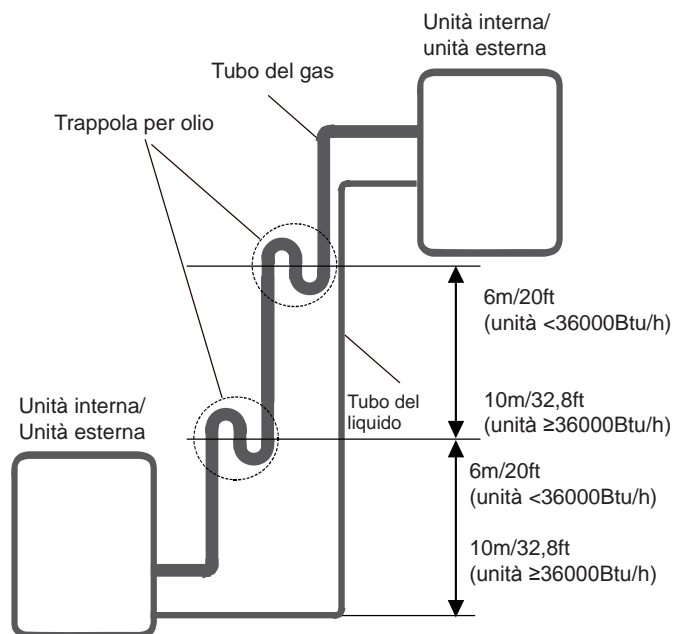 Unità interna/
unità esterna
Tubo del gas
Trappola per olio
6m/20ft
(unità <36000Btu/h)
10m/32,8ft
(unità ≥36000Btu/h)
Tubo del
liquido
Unità interna/
Unità esterna
6m/20ft
(unità <36000Btu/h)
10m/32,8ft
(unità ≥36000Btu/h)